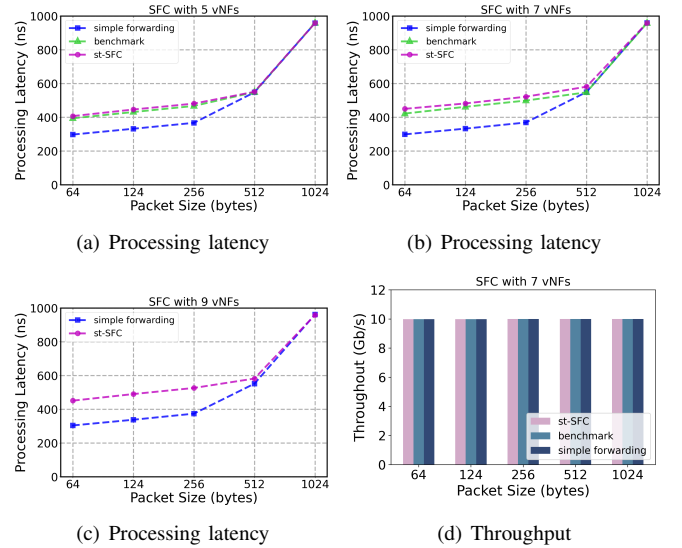 SFC with 5 vNFs
Processing Latency (ns)
1000
800
600
400
200
0
simple forwarding
benchmark
st-SFC
64 124 256 512 1024
Packet Size (bytes)
(a) Processing latency
SFC with 7 vNFs
Processing Latency (ns)
1000
800
600
400
200
0
simple forwarding
benchmark
st-SFC
64 124 256 512 1024
Packet Size (bytes)
(b) Processing latency
SFC with 9 vNFs
Processing Latency (ns)
1000
800
600
400
200
0
simple forwarding
st-SFC
64 124 256 512 1024
Packet Size (bytes)
(c) Processing latency
SFC with 7 vNFs
Throughout (Gb/s)
12
10
8
6
4
2
0
st-SFC
benchmark
simple forwarding
64 124 256 512 1024
Packet Size (bytes)
(d) Throughput